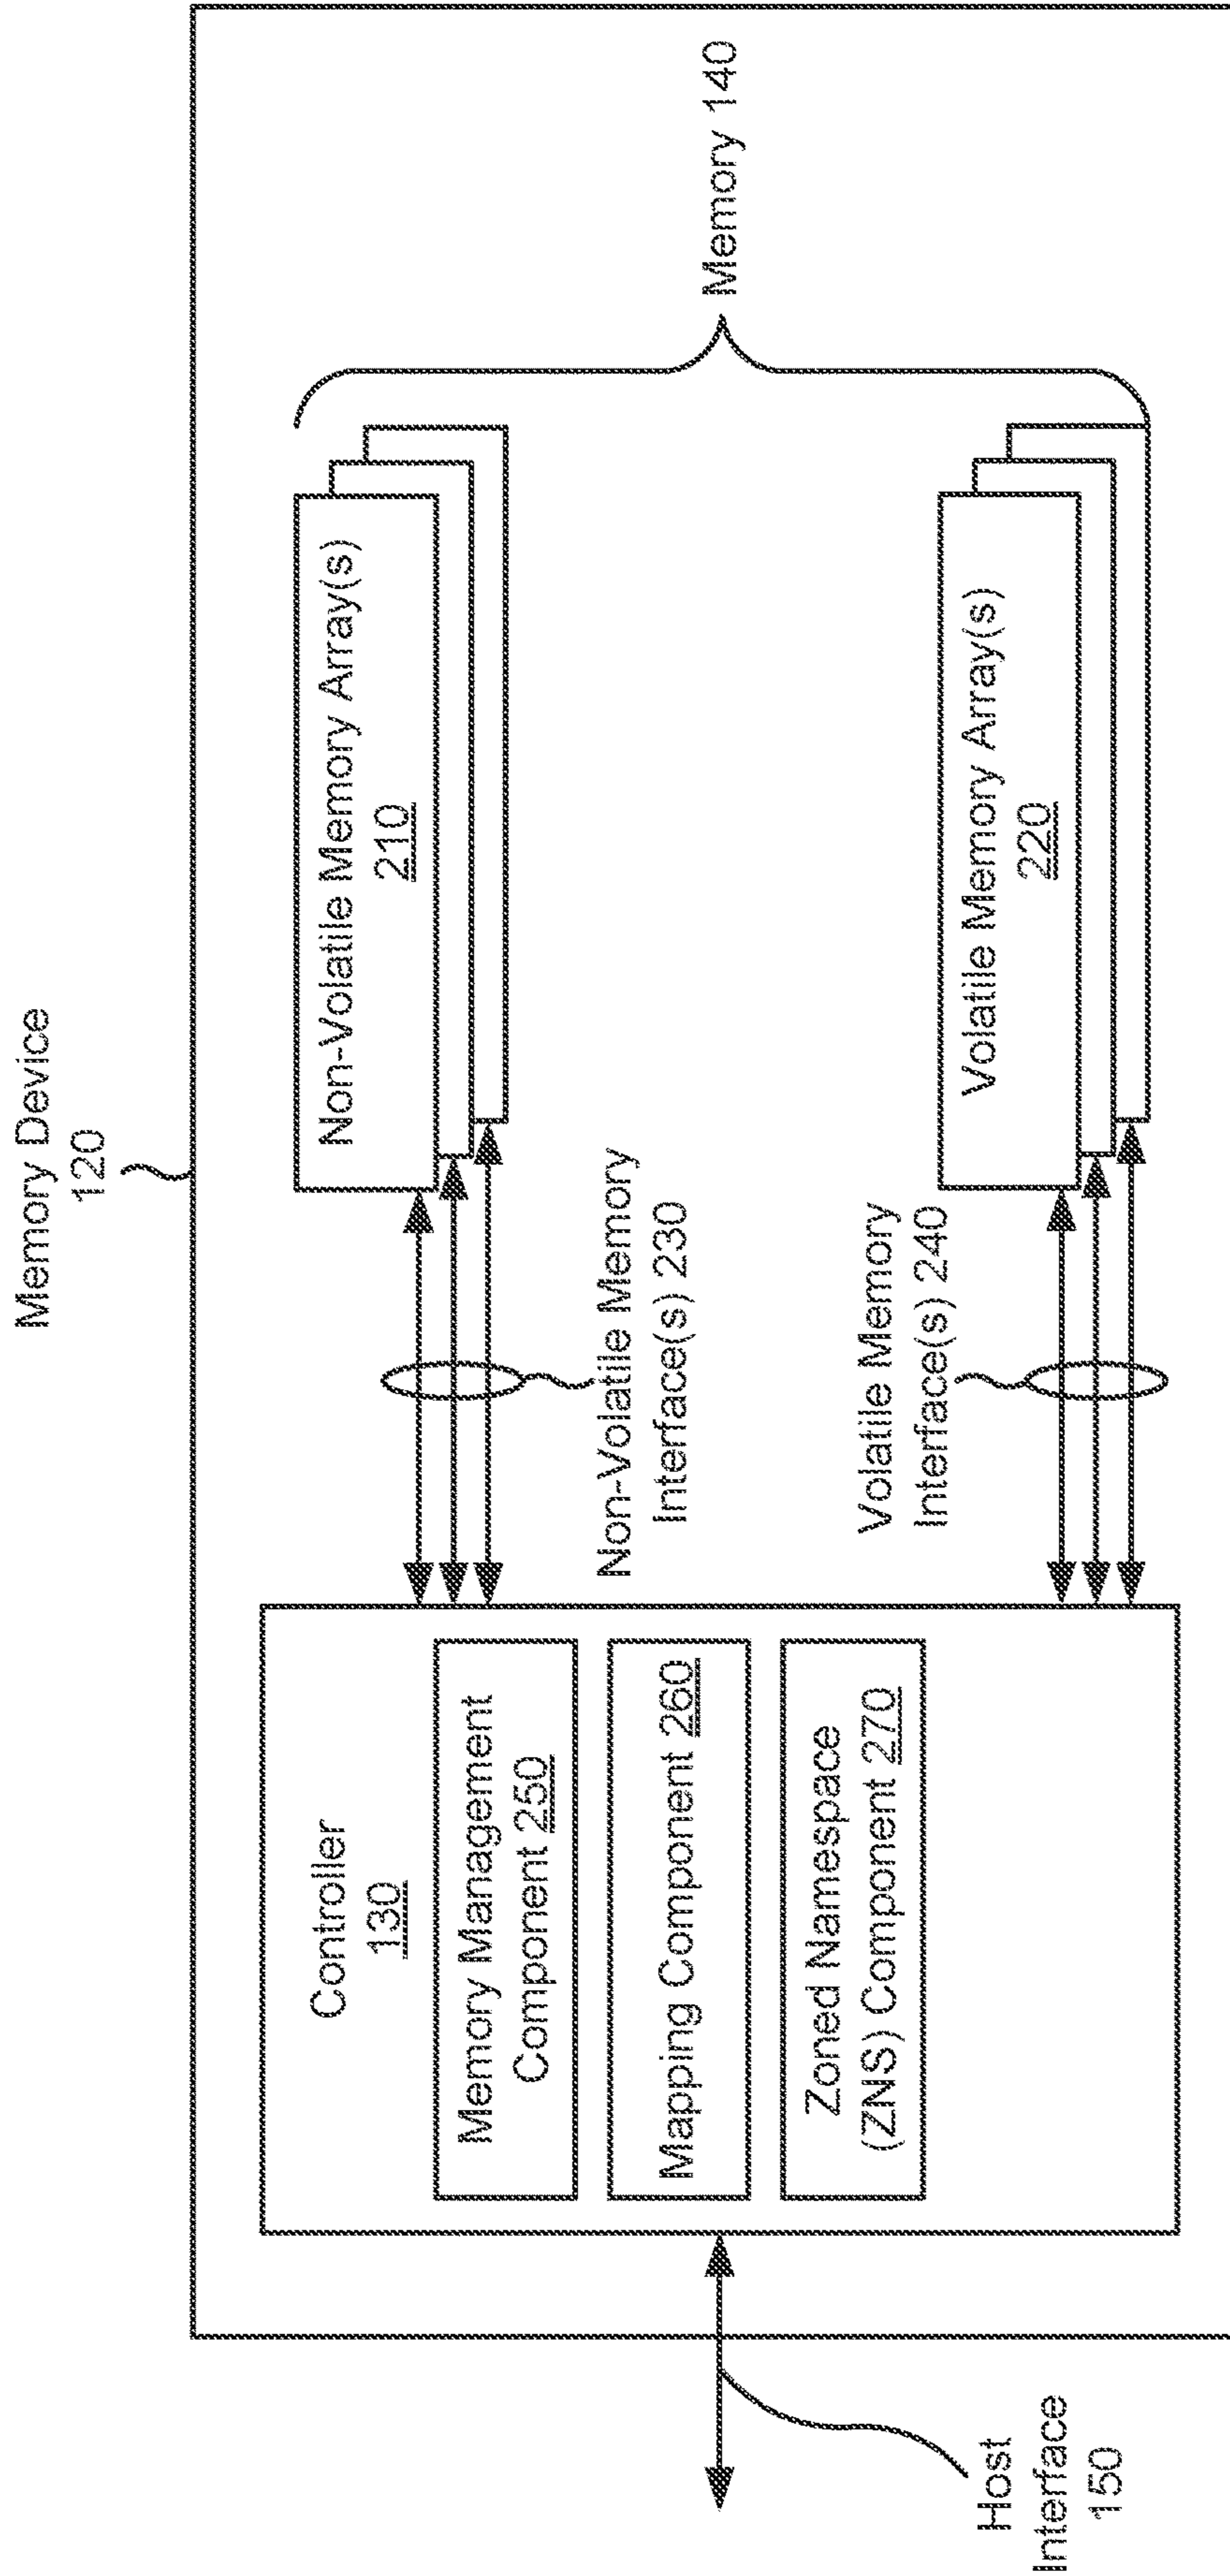 Memory Device
120
Controller
130
Memory Management
Component 250
Mapping Component 260
Zoned Namespace
(ZNS) Component 270
Host
Interface
150
Non-Volatile Memory
Interface(s) 230
Volatile Memory
Interface(s) 240
Non-Volatile Memory Array(s)
210
Volatile Memory Array(s)
220
Memory 140